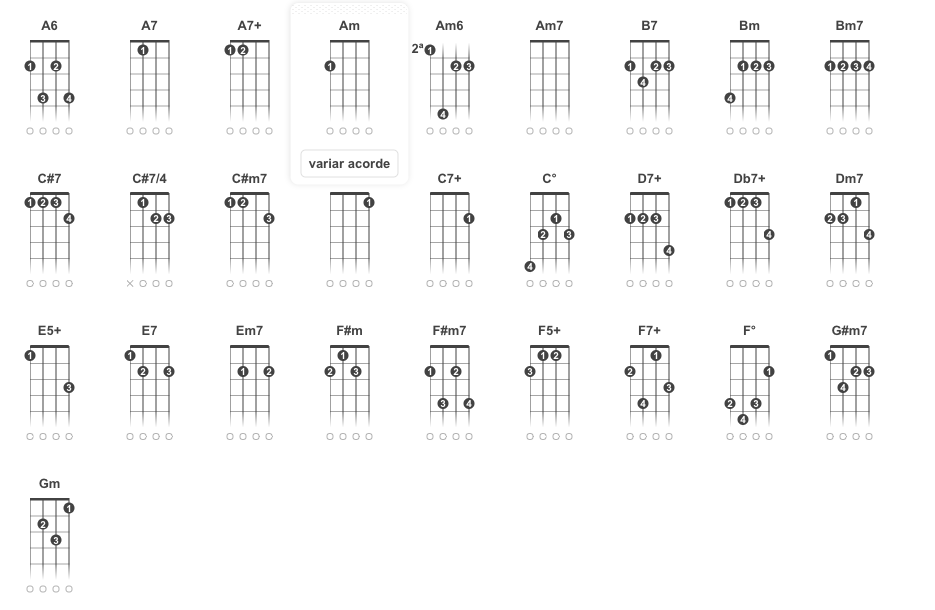 A6 A7 A7+ Am Am6 Am7 B7 Bm Bm7
1 1 2 2ª 1
1 2 1 2 3 1 2 3 1 2 3 1 2 3 4
4
3 4 4
4
variar acorde
C#7 C#7/4 C#m7 C7+ C° D7+ Db7+ Dm7
1 2 3 1 1 2 1 1 2 3 1
4 2 3 3 1 1 1 2 3 2 3
2 3 4 4
4
4
E5+ E7 Em7 F#m F#m7 F5+ F7+ F° G#m7
1 1 1 1 2 1 1
2 3 1 2 2 3 1 2 3 2 1 2 3
3 3 4
3 4 4 2 3
4
Gm
1
2
3